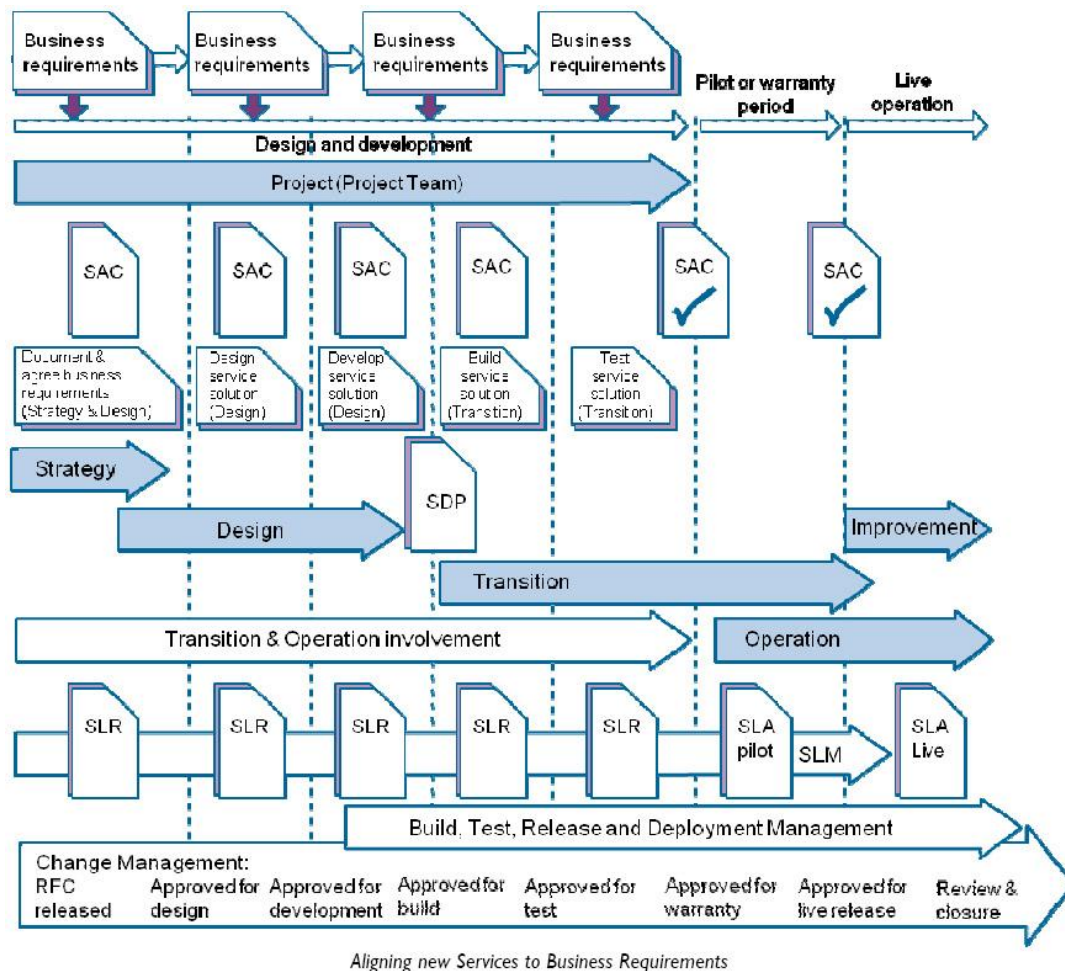 Business
requirements
Business
requirements
Business
requirements
Business
requirements
Pilot or warranty
period
Live
operation
Design and development
Project (Project Team)
SAC
SAC
SAC
SAC
SAC
SAC
Document &
agree business
requirements
(Strategy & Design)
Design
service
solution
(Design)
Develop
service
solution
(Design)
Build
service
solution
(Transition)
Test
service
solution
(Transition)
Strategy
SDP
Design
Improvement
Transition
Transition & Operation involvement
Operation
SLR
SLR
SLR
SLR
SLR
SLA
pilot
SLM
SLA
Live
Build, Test, Release and Deployment Management
Change Management:
RFC
released
Approved for
design
Approved for
development
Approved for
build
Approved for
test
Approved for
warranty
Approved for
live release
Review &
closure
Aligning new Services to Business Requirements